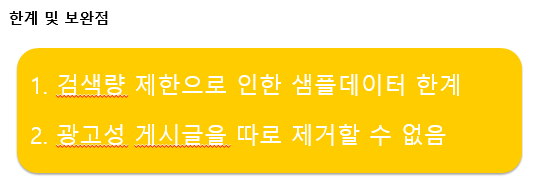 한계 및 보완점
1. 검색량 제한으로 인한 샘플데이터 한계
2. 광고성 게시글을 따로 제거할 수 없음